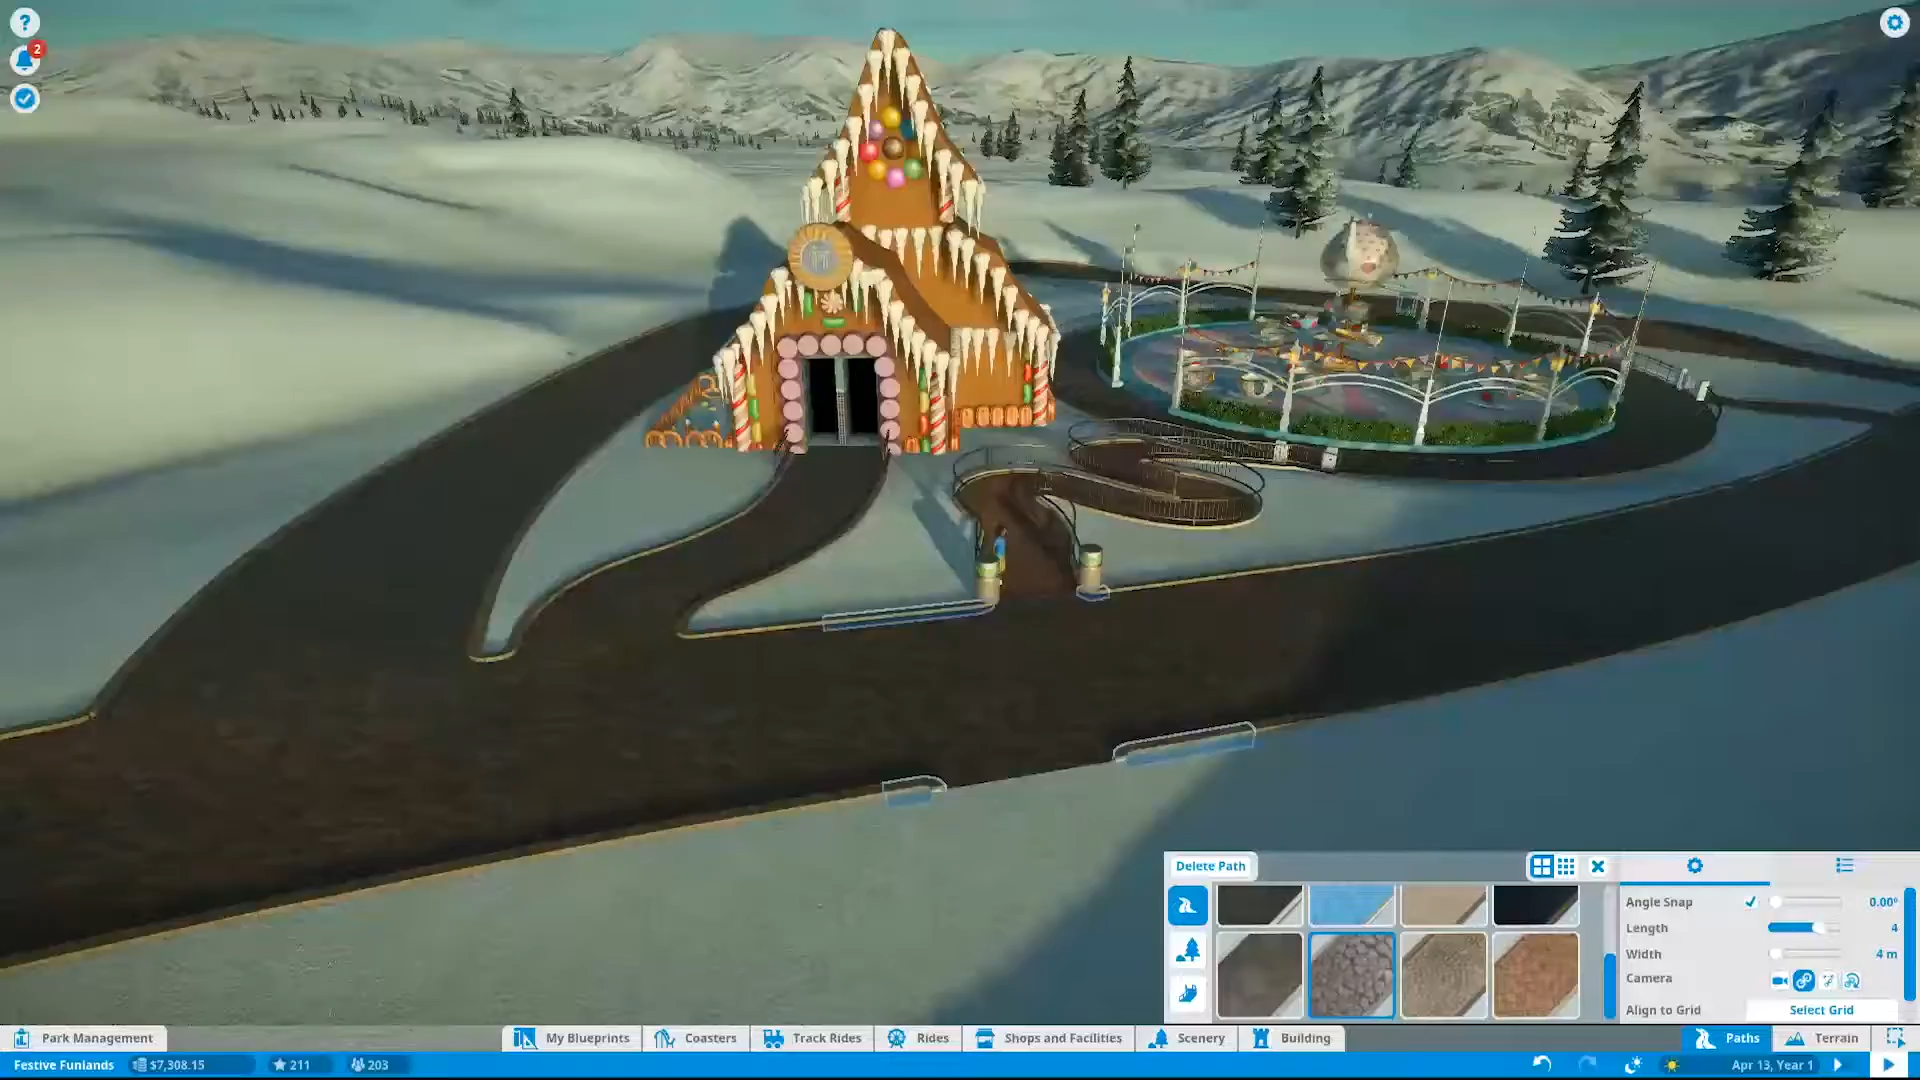 ?
2
Delete Path
Angle Snap 0.00°
Length 4
Width 4 m
Camera
Align to Grid Select Grid
Park Management My Blueprints Coasters Track Rides Rides Shops and Facilities Scenery Building Paths Terrain
Festive Funlands $7,308.15 211 203 Apr 13, Year 1